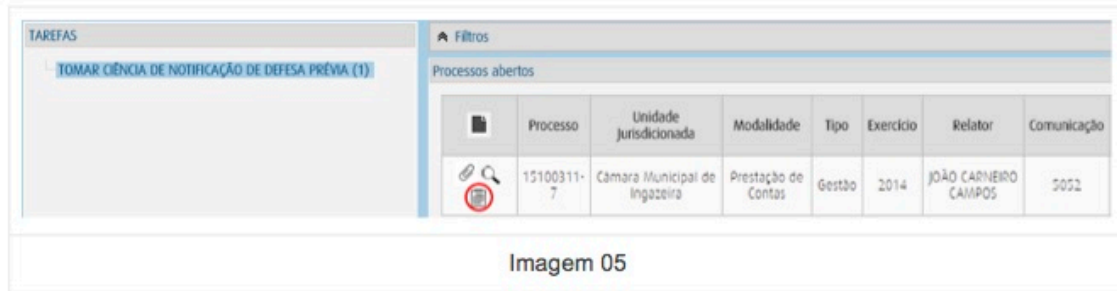 TAREFAS
TOMAR CIÊNCIA DE NOTIFICAÇÃO DE DEFESA PRÉVIA (1)
Filtros
Processos abertos
Processo Unidade Jurisdicionada Modalidade Tipo Exercício Relator Comunicação
15100311-7 Câmara Municipal de Ingazeira Prestação de Contas Gestão 2014 JOÃO CARNEIRO CAMPOS 5052
Imagem 05